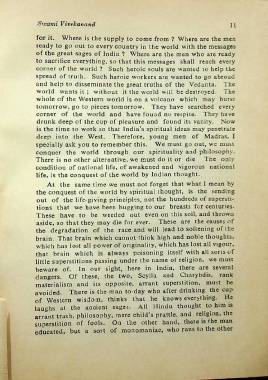 Swami Vivekanand 11
for it. Where is the supply to come from ? Where are the men
ready to go out to every country in the world with the messages
of the great sages of India ? Where are the men who are ready
to sacrifice everything, so that this messages shall reach every
corner of the world ? Such heroic souls are wanted to help the
spread of truth. Such heroic workers are wanted to go abroad
and help to disseminate the great truths of the Vedanta. The
world wants it ; without it the world will be destroyed. The
whole of the Western world is on a volcano which may burst
tomorrow, go to pieces tomorrow. They have searched every
corner of the world and have found no respite. They have
drunk deep of the cup of pleasure and found its vanity. Now
is the time to work so that India's spiritual ideas may penetrate
deep into the West. Therefore, young men of Madras, I
specially ask you to remember this. We must go out, we must
conquer the world through our spirituality and philosophy.
There is no other alternative, we must do it or die. The only
condition of national life, of awakened and vigorous national
life, is the conquest of the world by Indian thought.
At the same time we must not forget that what I mean by
the conquest of the world by spiritual thought, is the sending
out of the life-giving principles, not the hundreds of supersti-
tions that we have been hugging to our breasts for centuries.
These have to be weeded out even on this soil, and thrown
aside, so that they may die for ever. These are the causes of
the degradation of the race and will lead to softening of the
brain. That brain which cannot think high and noble thoughts,
which has lost all power of originality, which has lost all vigour,
that brain which is always poisoning itself with all sorts of
little superstitions passing under the name of religion, we must
beware of. In our sight, here in India, there are several
dangers. Of these, the two, Scylla and Charybdis, rank
materialism and its opposite, arrant superstition, must be
avoided. There is the man to day who after drinking the cup
of Western wisdom, thinks that he knows everything. He
laughs at the ancient sages. All Hindu thought to him is
arrant trash, philosophy, mere child's prattle, and religion, the
superstition of fools. On the other hand, there is the man
educated, but a sort of monomaniac, who runs to the other